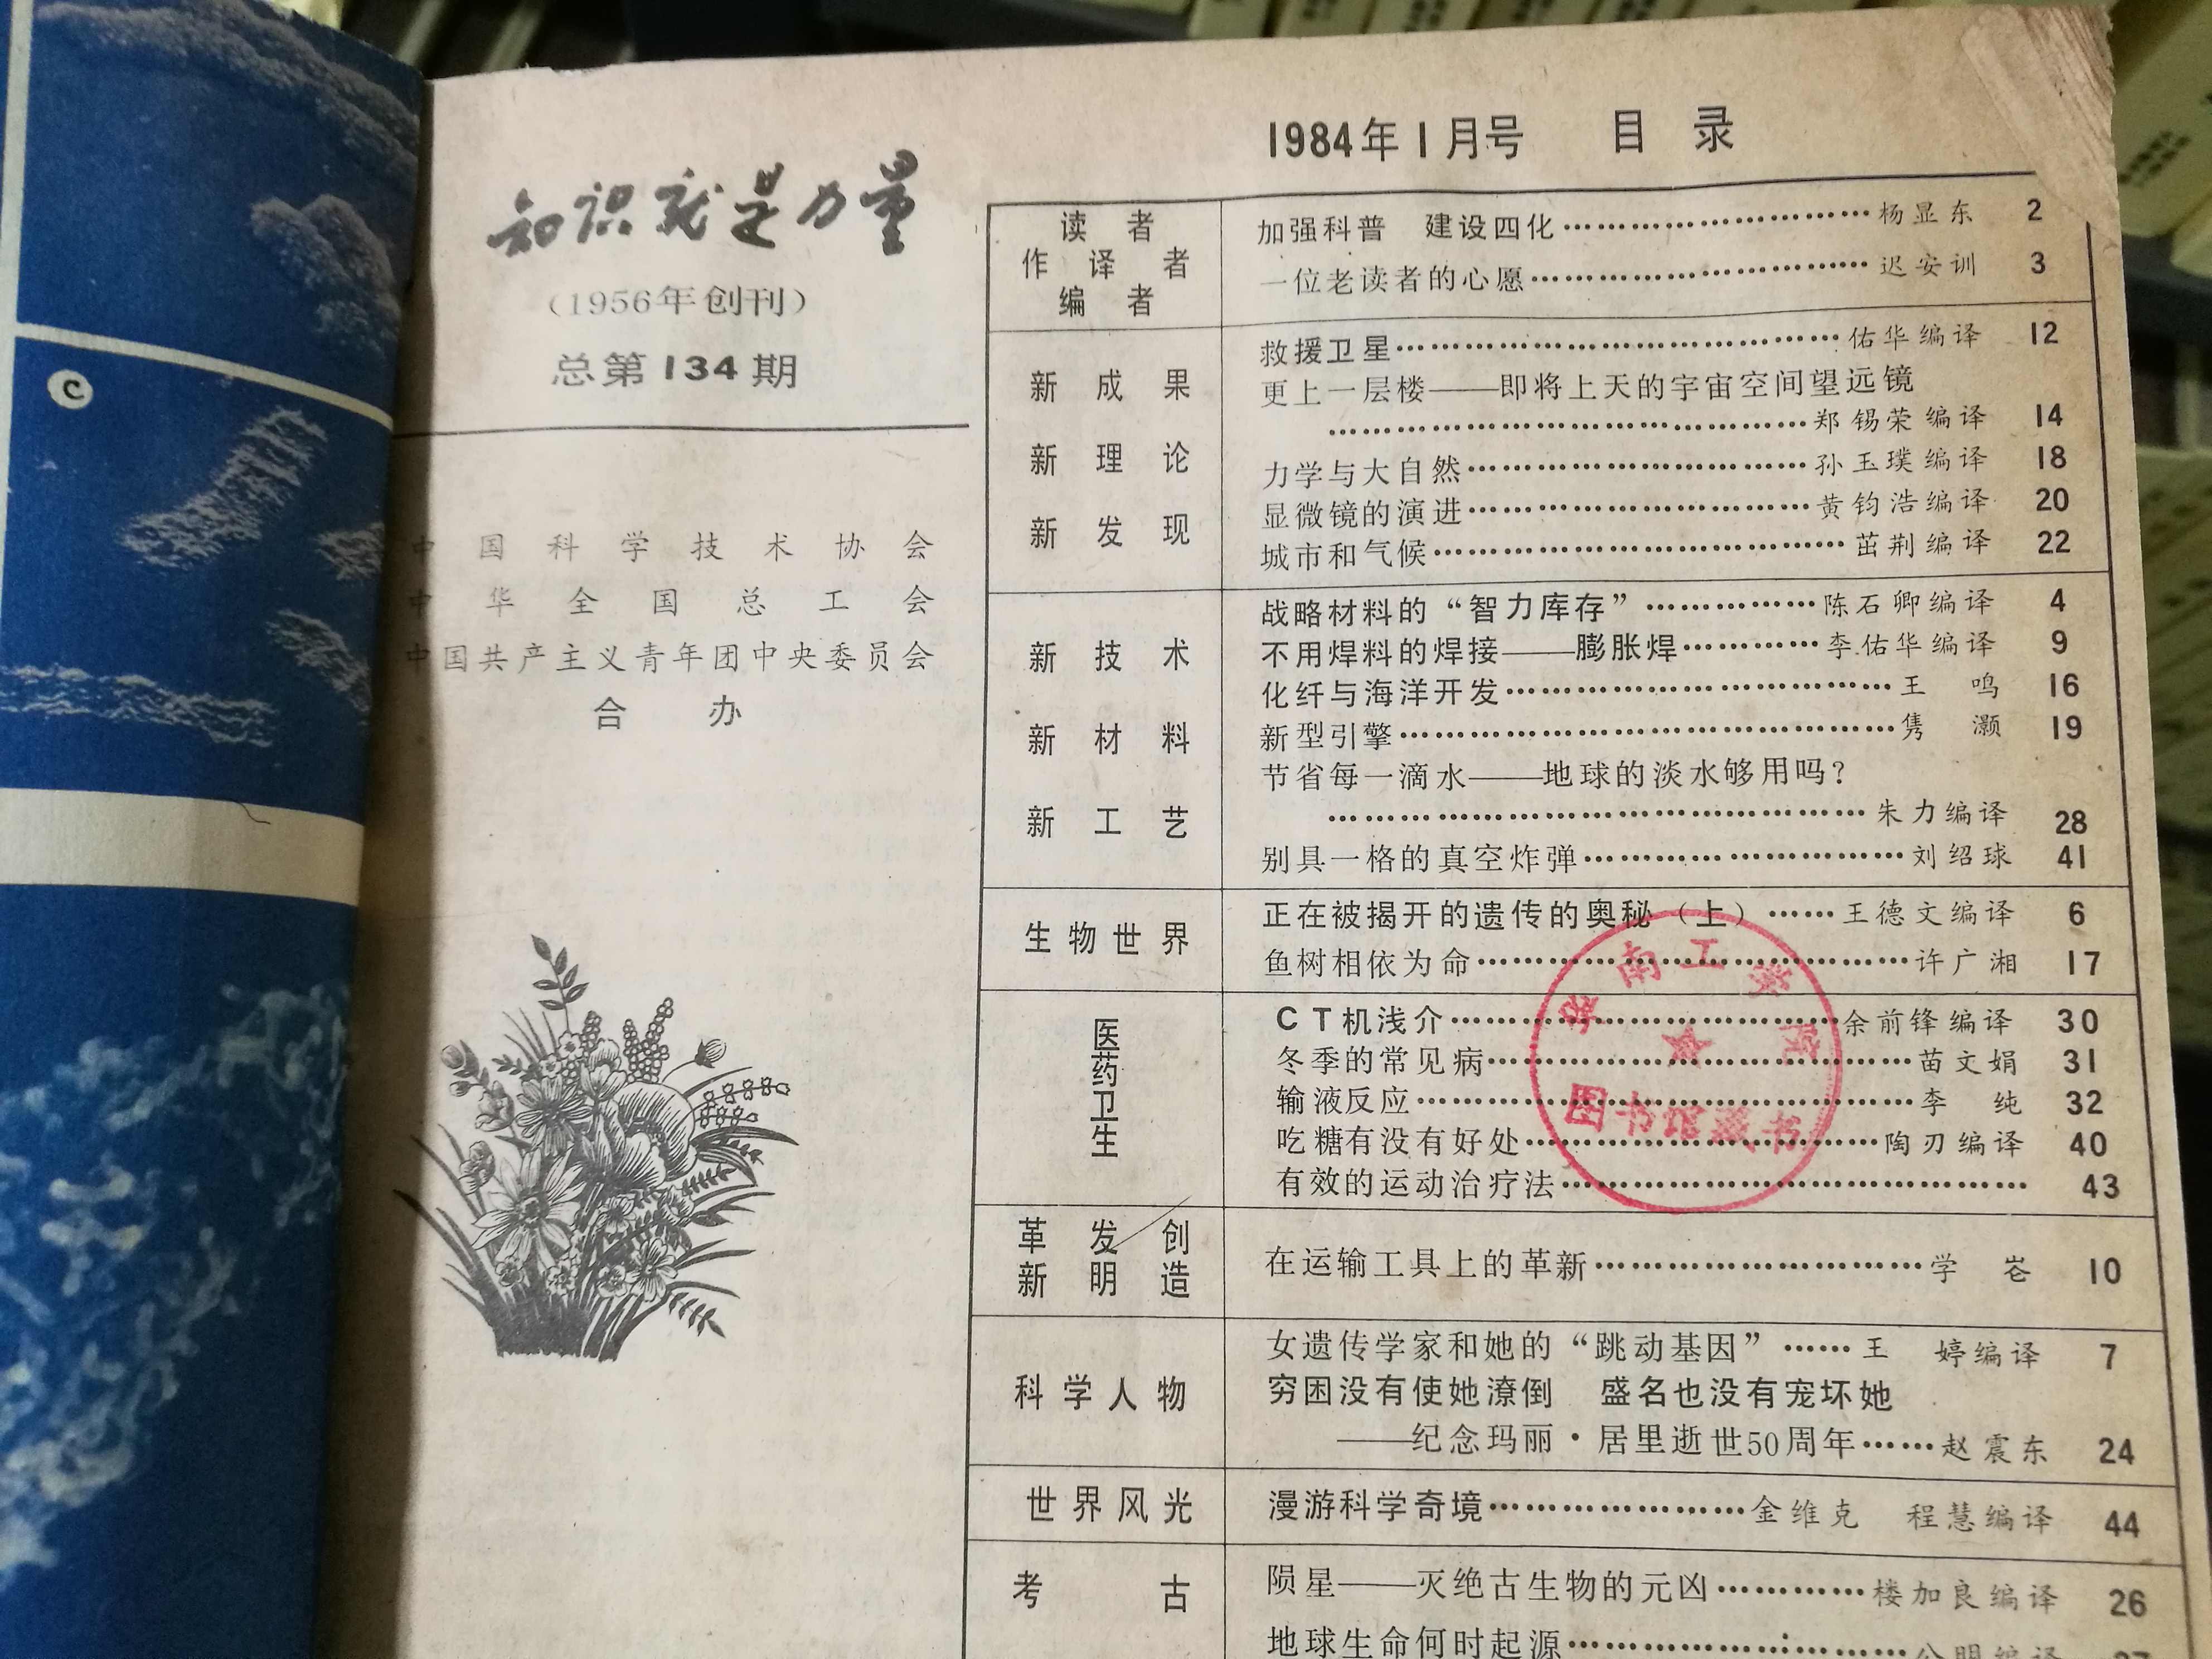 C
知识就是力量
（1956年创刊）
总第134期
中国科学技术协会
中华全国总工会
中国共产主义青年团中央委员会
合办
1984年1月号 目录
读者
作译者
编者
加强科普 建设四化……杨显东 2
一位老读者的心愿……迟安训 3
新成果
新理论
新发现
救援卫星……佑华编译 12
更上一层楼——即将上天的宇宙空间望远镜
……郑锡荣编译 14
力学与大自然……孙玉璞编译 18
显微镜的演进……黄钧浩编译 20
城市和气候……茁荆编译 22
新技术
新材料
新工艺
战略材料的“智力库存”……陈石卿编译 4
不用焊料的焊接——膨胀焊……李佑华编译 9
化纤与海洋开发……王鸣 16
新型引擎……隽灏 19
节省每一滴水——地球的淡水够用吗？
……朱力编译 28
别具一格的真空炸弹……刘绍球 41
生物世界
正在被揭开的遗传的奥秘（上）……王德文编译 6
鱼树相依为命……许广湘 17
医药卫生
CT机浅介……余前锋编译 30
冬季的常见病……苗文娟 31
输液反应……李纯 32
吃糖有没有好处……陶刃编译 40
有效的运动治疗法…… 43
南工学院
图书馆藏书
革新 发明 创造
在运输工具上的革新……学 10
科学人物
女遗传学家和她的“跳动基因”……王婷编译 7
穷困没有使她潦倒 盛名也没有宠坏她
——纪念玛丽·居里逝世50周年……赵震东 24
世界风光
漫游科学奇境……金维克 程慧编译 44
考古
陨星——灭绝古生物的元凶……楼加良编译 26
地球生命何时起源……